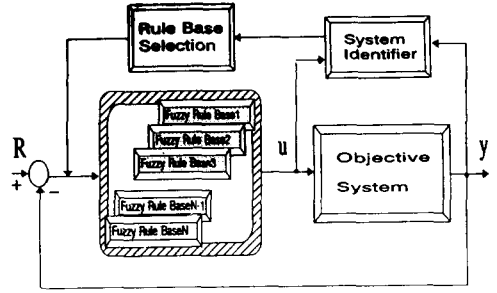 Rule Base
Selection
System
Identifier
Fuzzy Rule Base1
Fuzzy Rule Base2
Fuzzy Rule Base3
Fuzzy Rule BaseN-1
Fuzzy Rule BaseN
R
+
-
u
Objective
System
y